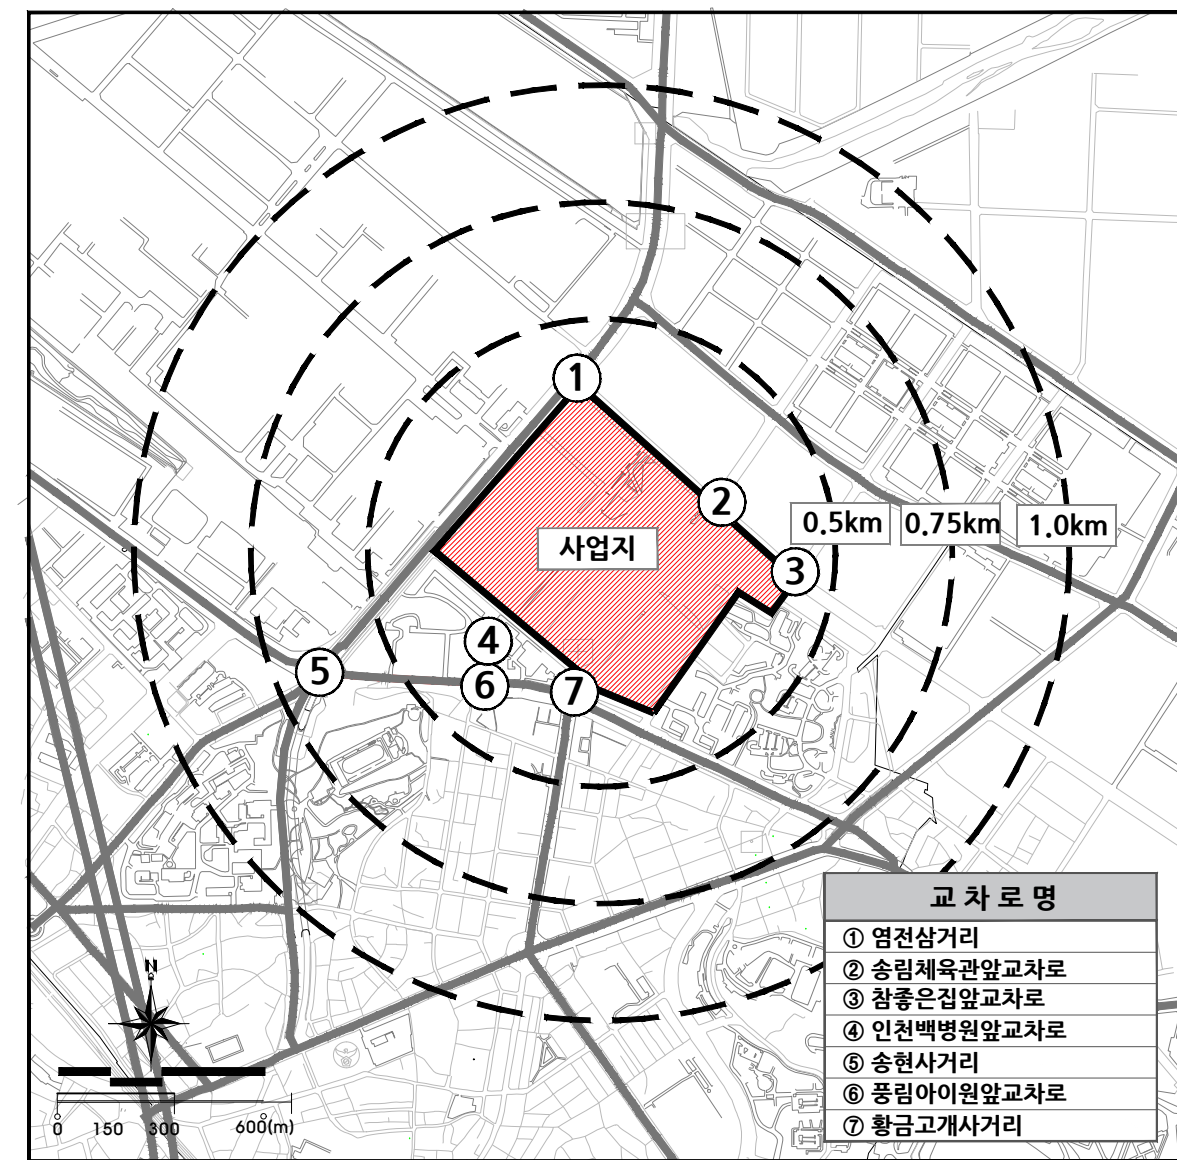 ①
②
0.5km
0.75km
1.0km
사업지
③
④
⑤
⑥
⑦
교차로명
① 염전삼거리
② 송림체육관앞교차로
③ 참좋은집앞교차로
④ 인천백병원앞교차로
⑤ 송현사거리
⑥ 풍림아이원앞교차로
⑦ 황금고개사거리
N
0 150 300 600(m)